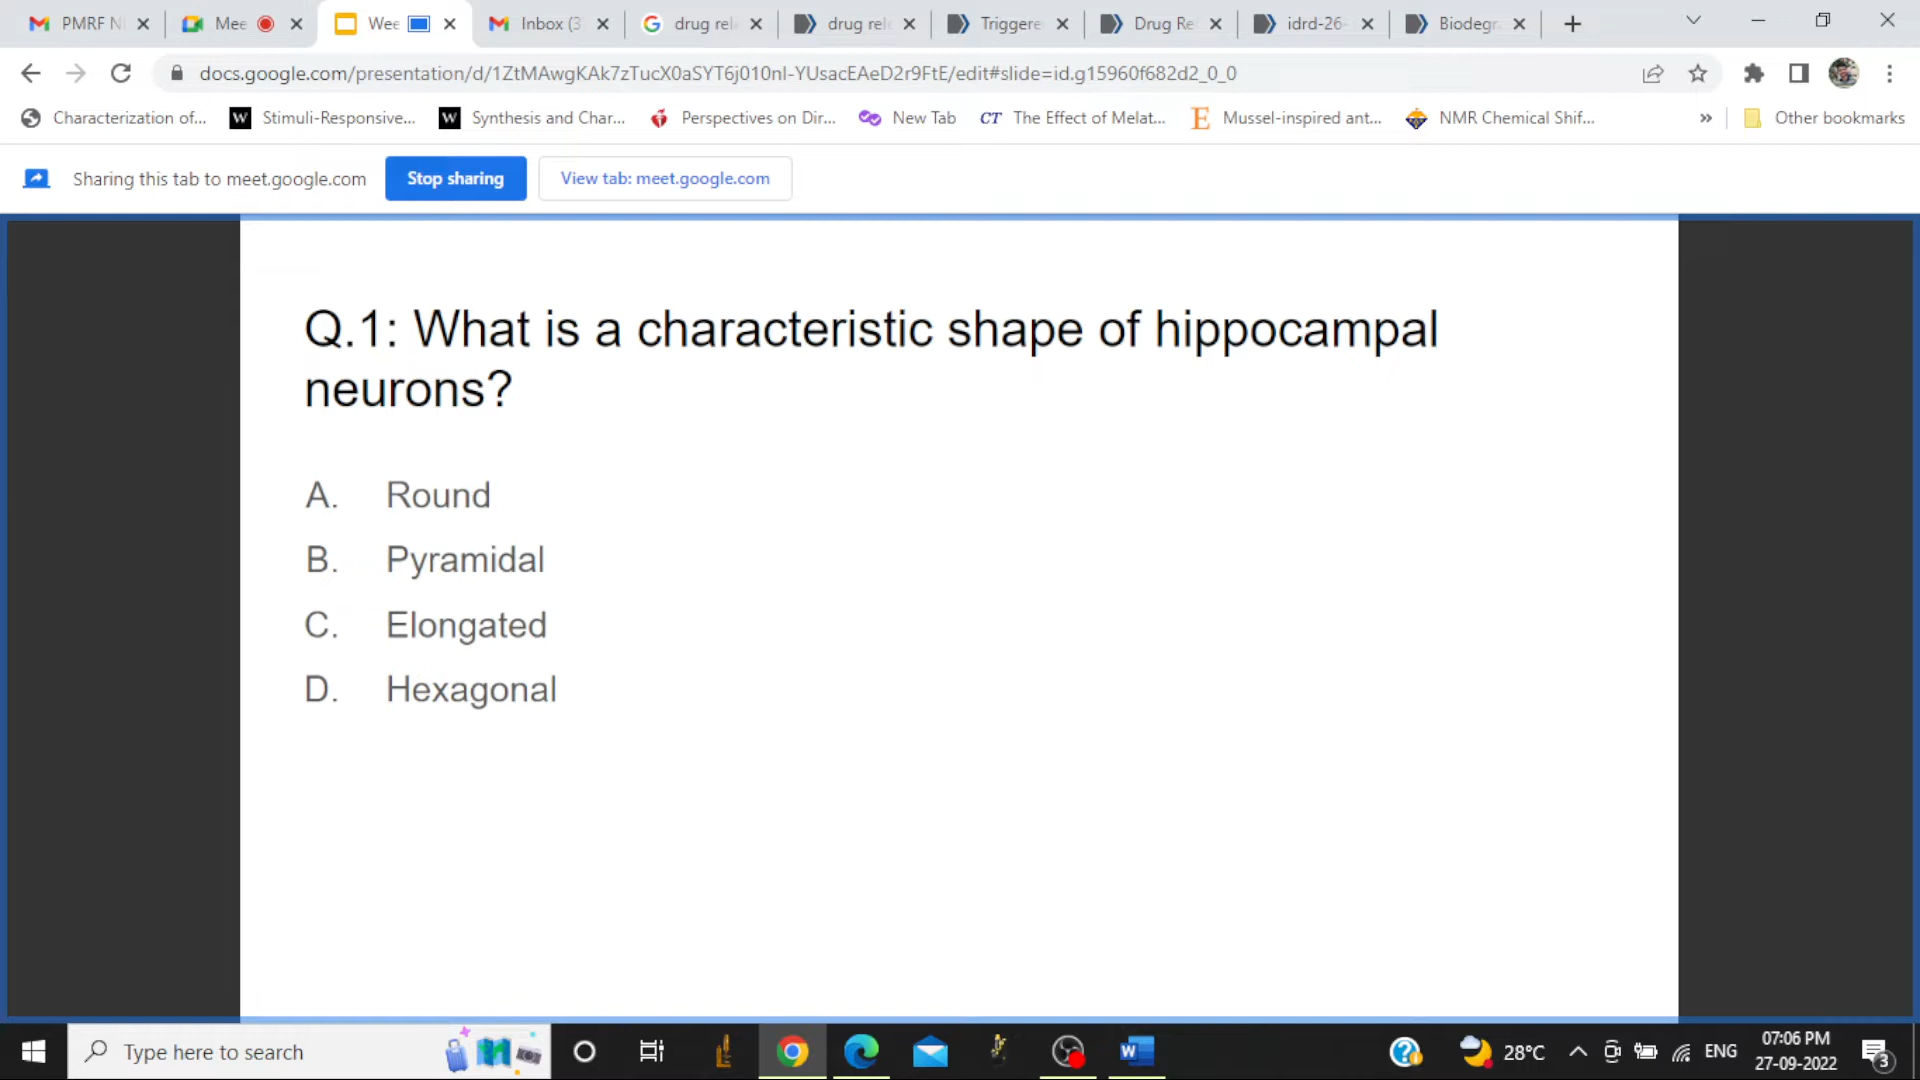 PMRF N
Mee
Wee
Inbox (3
drug rel
drug rele
Triggere
Drug Re
idrd-26-
Biodegr
docs.google.com/presentation/d/1ZtMAwgKAk7zTucX0aSYT6j010nI-YUsacEAeD2r9FtE/edit#slide=id.g15960f682d2_0_0
Characterization of...
W Stimuli-Responsive...
W Synthesis and Char...
Perspectives on Dir...
New Tab
CT The Effect of Melat...
E Mussel-inspired ant...
NMR Chemical Shif...
»
Other bookmarks
Sharing this tab to meet.google.com
Stop sharing
View tab: meet.google.com
Q.1: What is a characteristic shape of hippocampal
neurons?
A. Round
B. Pyramidal
C. Elongated
D. Hexagonal
Type here to search
28°C
ENG
07:06 PM
27-09-2022
3